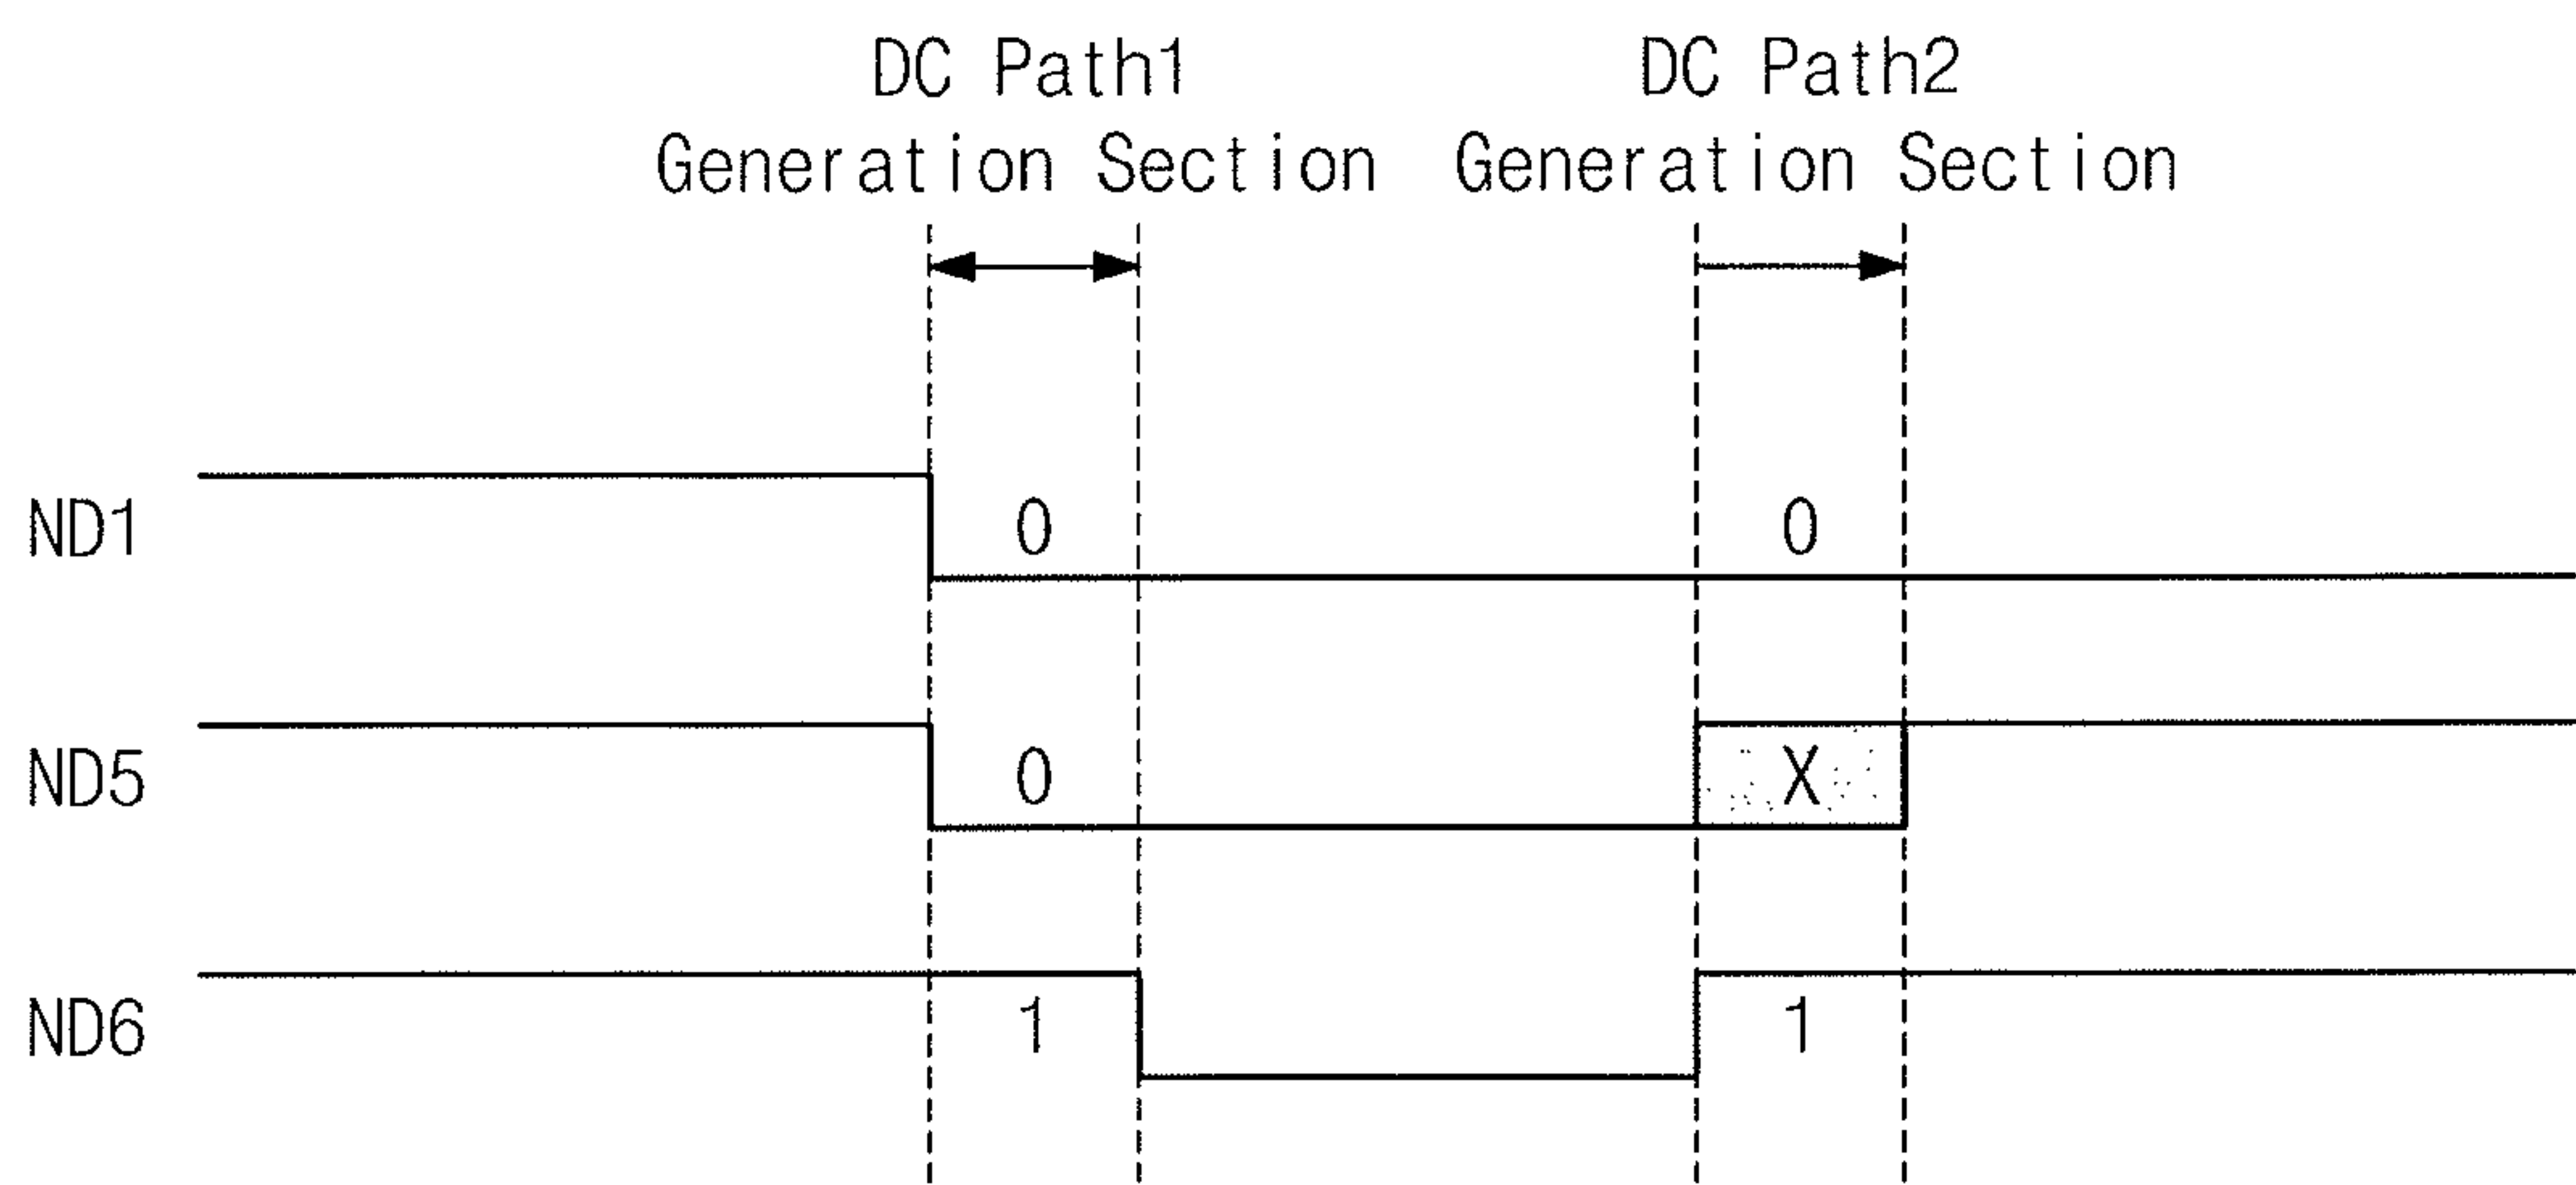 DC Path1 DC Path2
Generation Section Generation Section
ND1 0 0
ND5 0 X
ND6 1 1